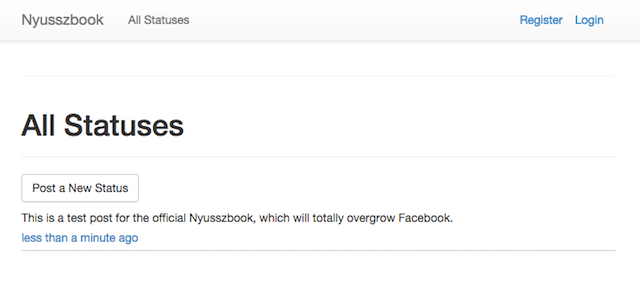 Nyusszbook All Statuses Register Login
All Statuses
Post a New Status
This is a test post for the official Nyusszbook, which will totally overgrow Facebook.
less than a minute ago